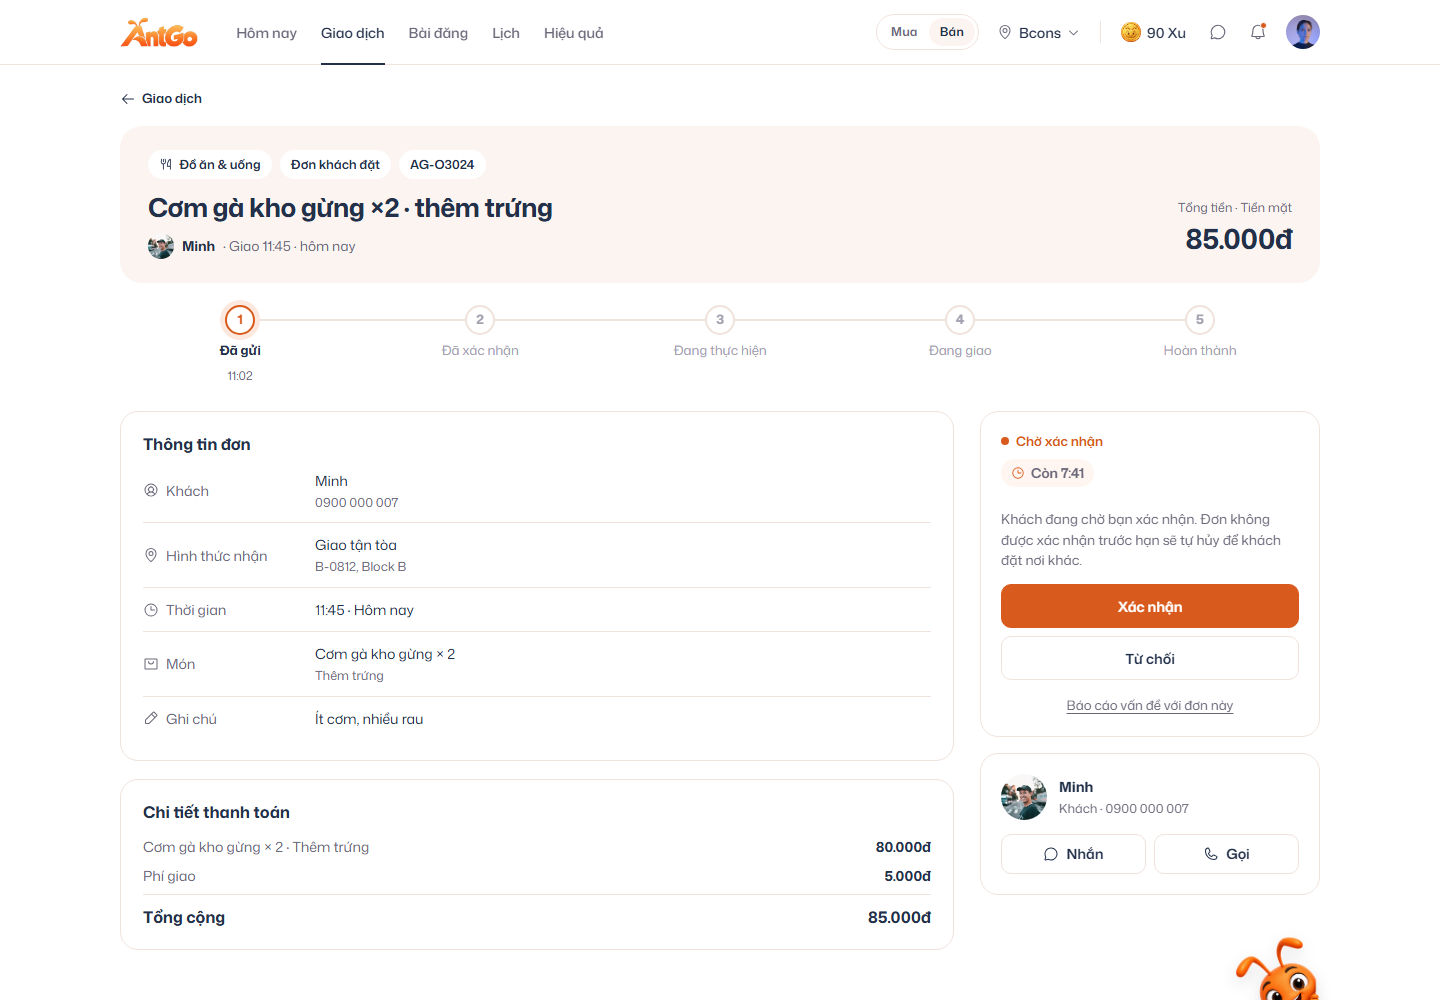 AntGo
Hôm nay
Giao dịch
Bài đăng
Lịch
Hiệu quả
Mua
Bán
Bcons
90 Xu
Giao dịch
Đồ ăn & uống
Đơn khách đặt
AG-O3024
Cơm gà kho gừng ×2 · thêm trứng
Minh · Giao 11:45 · hôm nay
Tổng tiền · Tiền mặt
85.000đ
1
2
3
4
5
Đã gửi
Đã xác nhận
Đang thực hiện
Đang giao
Hoàn thành
11:02
Thông tin đơn
Khách
Minh
0900 000 007
Hình thức nhận
Giao tận tòa
B-0812, Block B
Thời gian
11:45 · Hôm nay
Món
Cơm gà kho gừng × 2
Thêm trứng
Ghi chú
Ít cơm, nhiều rau
Chi tiết thanh toán
Cơm gà kho gừng × 2 · Thêm trứng
80.000đ
Phí giao
5.000đ
Tổng cộng
85.000đ
Chờ xác nhận
Còn 7:41
Khách đang chờ bạn xác nhận. Đơn không
được xác nhận trước hạn sẽ tự hủy để khách
đặt nơi khác.
Xác nhận
Từ chối
Báo cáo vấn đề với đơn này
Minh
Khách · 0900 000 007
Nhắn
Gọi